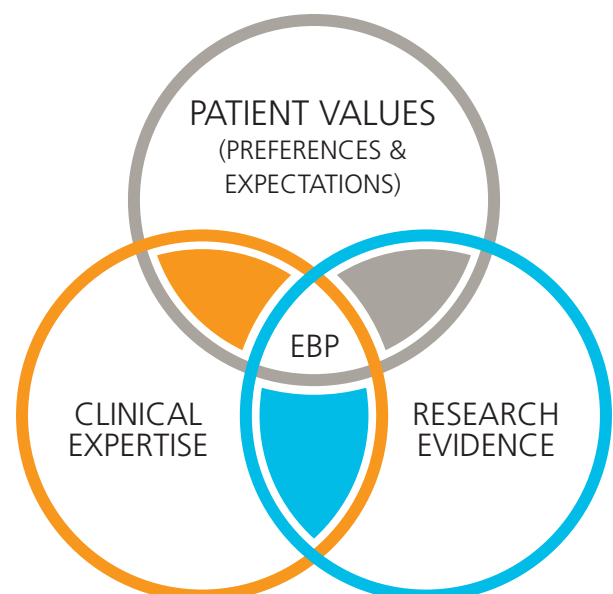 PATIENT VALUES
(PREFERENCES &
EXPECTATIONS)
EBP
CLINICAL
EXPERTISE
RESEARCH
EVIDENCE